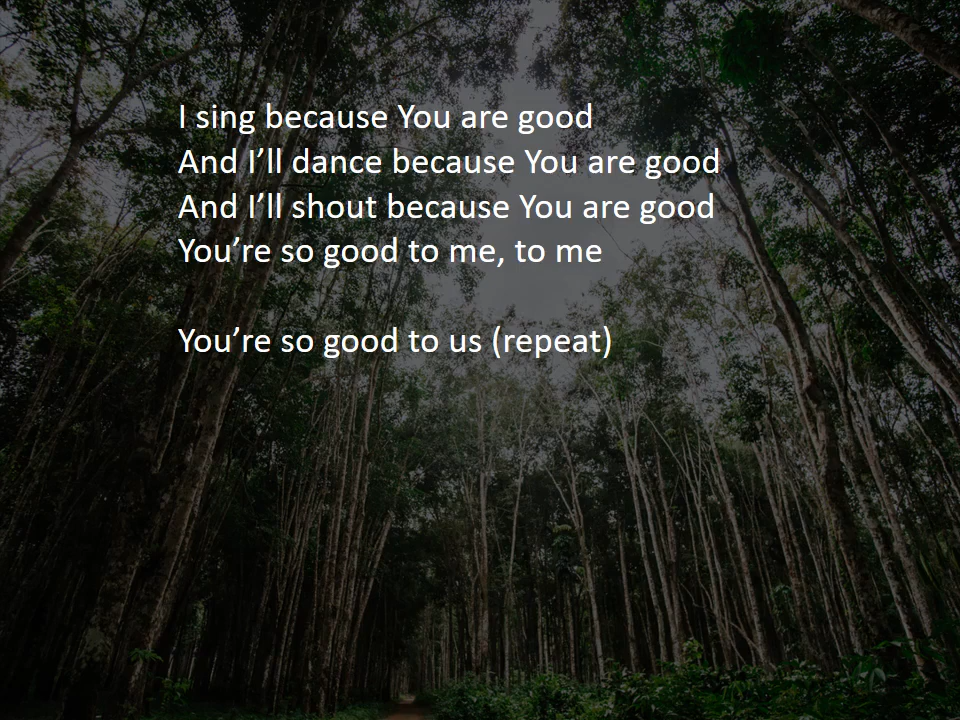 I sing because You are good
And I’ll dance because You are good
And I’ll shout because You are good
You’re so good to me, to me
You’re so good to us (repeat)